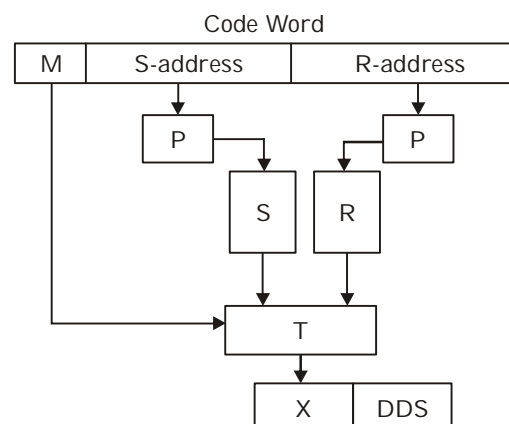 Code Word
M S-address R-address
P P
S R
T
X DDS